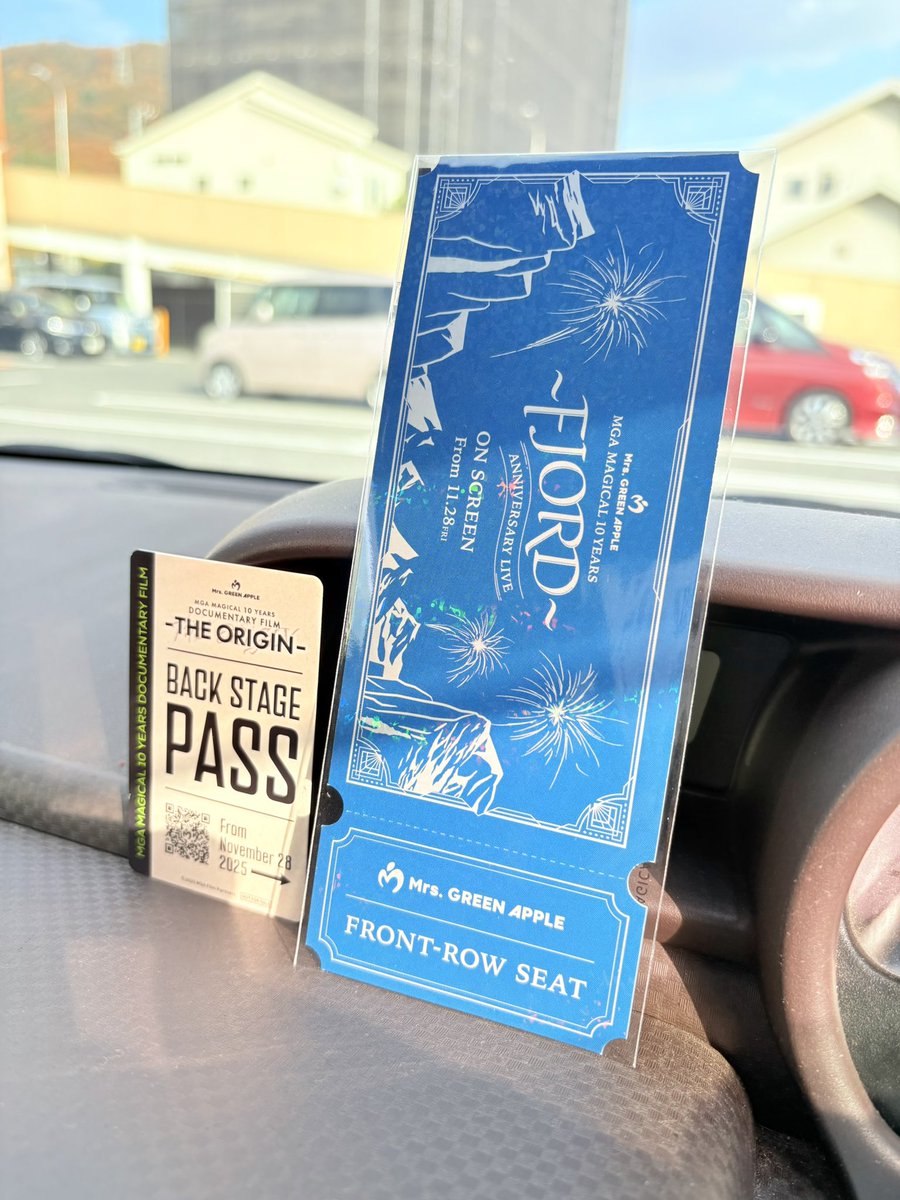 MGA MAGICAL 10 YEARS DOCUMENTARY FILM
Mrs. GREEN APPLE
MGA MAGICAL 10 YEARS
DOCUMENTARY FILM
-THE ORIGIN-
BACK STAGE
PASS
From
November 28
2025
Mrs. GREEN APPLE
MGA MAGICAL 10 YEARS
~FJORD~
ANNIVERSARY LIVE
ON SCREEN
From 11.28 FRI
Mrs. GREEN APPLE
FRONT-ROW SEAT